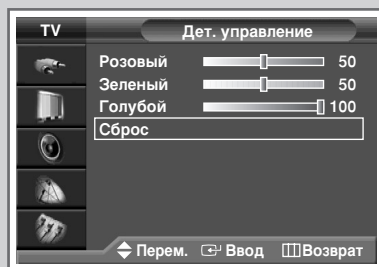 TV Дет. управление
Розовый 50
Зеленый 50
Голубой 100
Сброс
Перем. Ввод Возврат